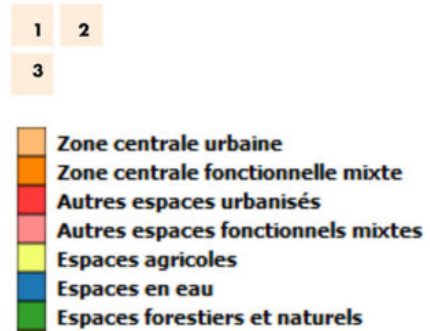 1 2
3
Zone centrale urbaine
Zone centrale fonctionnelle mixte
Autres espaces urbanisés
Autres espaces fonctionnels mixtes
Espaces agricoles
Espaces en eau
Espaces forestiers et naturels